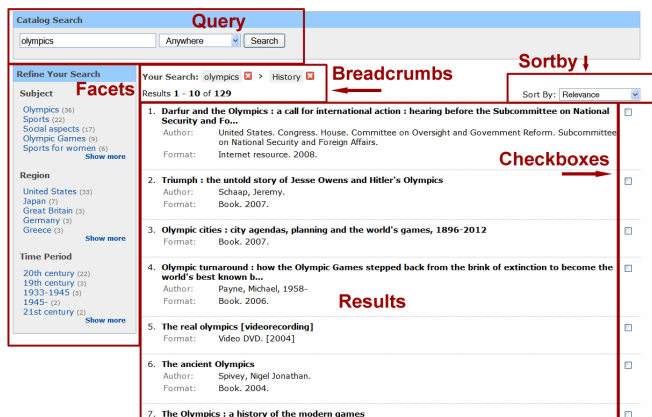 Catalog Search
Query
olympics Anywhere Search
Sortby
Refine Your Search
Facets
Subject
Olympics (36)
Sports (22)
Social aspects (17)
Olympic Games (9)
Sports for women (6)
Show more
Region
United States (33)
Japan (7)
Great Britain (3)
Germany (3)
Greece (3)
Show more
Time Period
20th century (22)
19th century (3)
1933-1945 (3)
1945- (2)
21st century (2)
Show more
Your Search: olympics > History
Breadcrumbs
Results 1 - 10 of 129
Sort By: Relevance
Checkboxes
Results
1. Darfur and the Olympics : a call for international action : hearing before the Subcommittee on National
Security and Fo...
Author: United States. Congress. House. Committee on Oversight and Government Reform. Subcommittee
on National Security and Foreign Affairs.
Format: Internet resource. 2008.
2. Triumph : the untold story of Jesse Owens and Hitler's Olympics
Author: Schaap, Jeremy.
Format: Book. 2007.
3. Olympic cities : city agendas, planning and the world's games, 1896-2012
Format: Book. 2007.
4. Olympic turnaround : how the Olympic Games stepped back from the brink of extinction to become the
world's best known b...
Author: Payne, Michael, 1958-
Format: Book. 2006.
5. The real olympics [videorecording]
Format: Video DVD. [2004]
6. The ancient Olympics
Author: Spivey, Nigel Jonathan.
Format: Book. 2004.
7. The Olympics : a history of the modern games